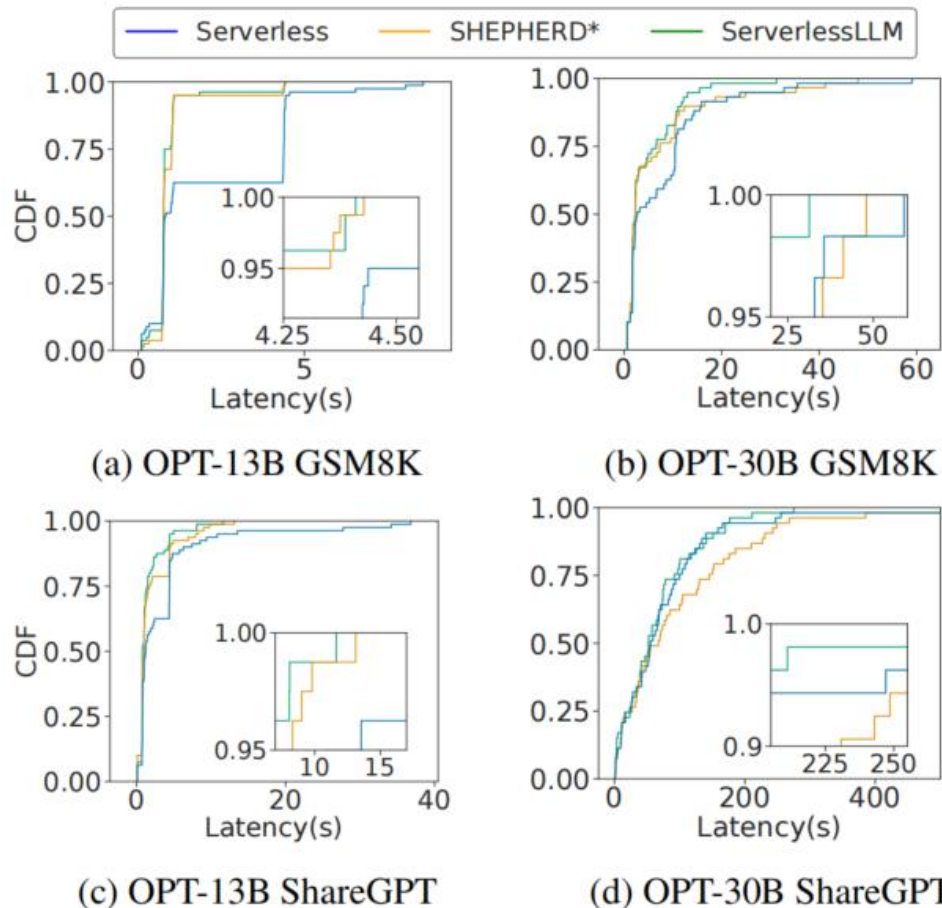 Serverless SHEPHERD* ServerlessLLM
1.00
0.75
0.50
0.25
0.00
CDF
1.00
0.95
4.25 4.50
0 5
Latency(s)
(a) OPT-13B GSM8K
1.00
0.75
0.50
0.25
0.00
1.00
0.95
25 50
0 20 40 60
Latency(s)
(b) OPT-30B GSM8K
1.00
0.75
0.50
0.25
0.00
CDF
1.00
0.95
10 15
0 20 40
Latency(s)
(c) OPT-13B ShareGPT
1.00
0.75
0.50
0.25
0.00
1.0
0.9
225 250
0 200 400
Latency(s)
(d) OPT-30B ShareGPT